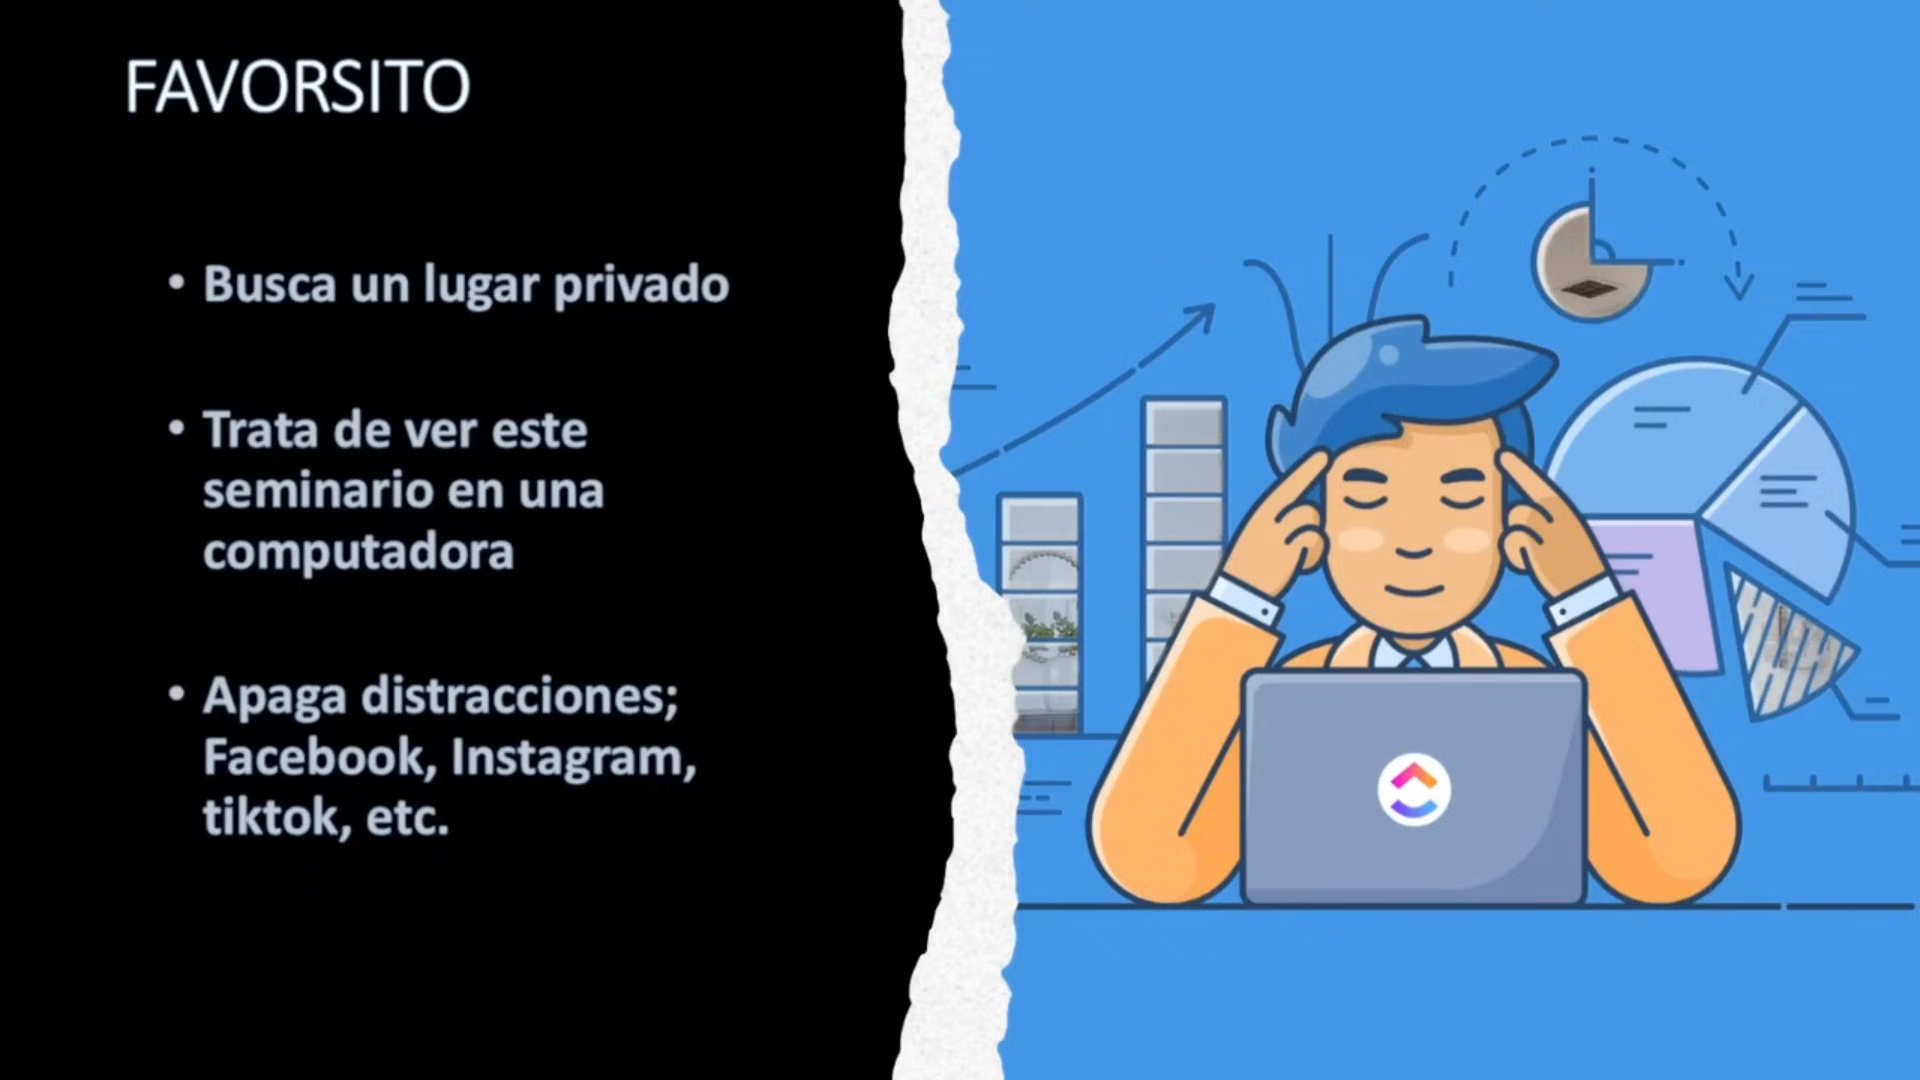 FAVORSITO
• Busca un lugar privado
• Trata de ver este
seminario en una
computadora
• Apaga distracciones;
Facebook, Instagram,
tiktok, etc.